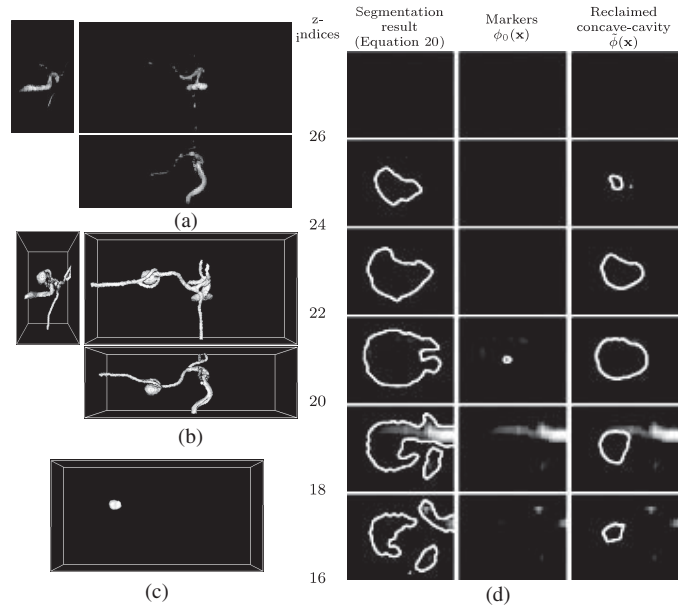 z-
indices
Segmentation
result
(Equation 20)
Markers
ϕ₀(x)
Reclaimed
concave-cavity
ϕ̃(x)
26
(a)
24
22
20
(b)
18
(c)
16
(d)